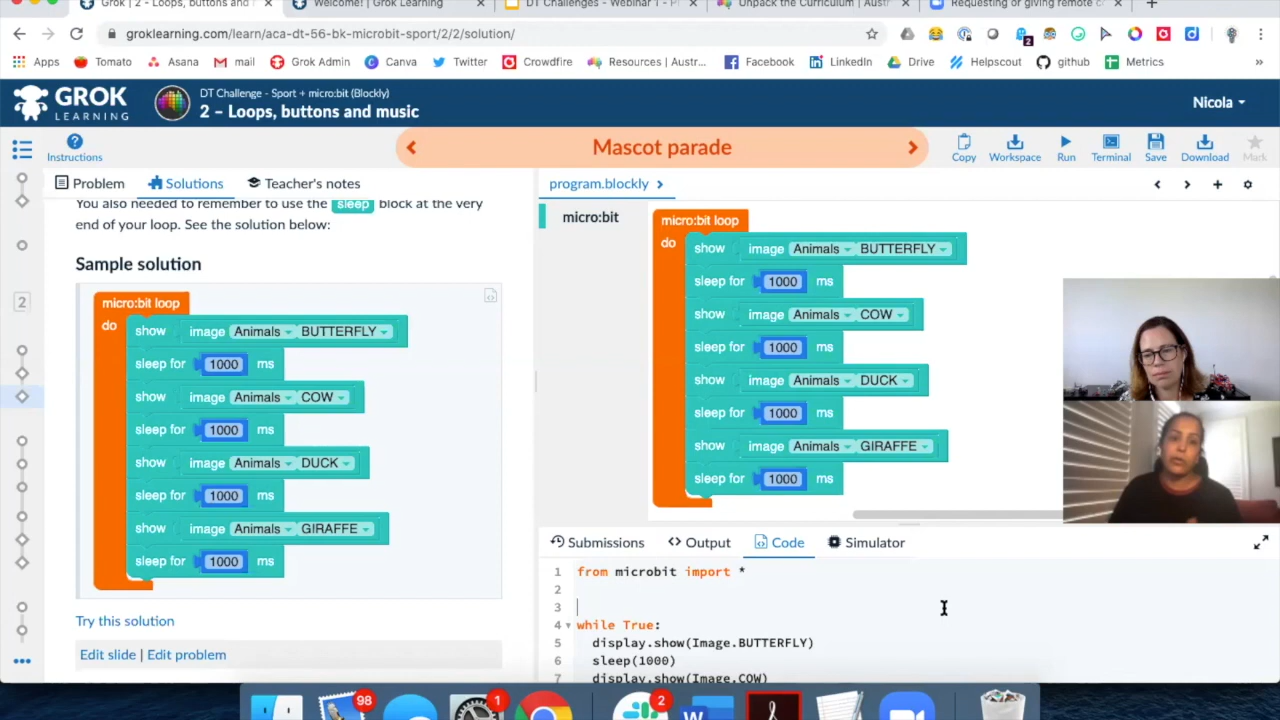 Grok | 2 - Loops, buttons and m
Welcome! | Grok Learning
DT Challenges - Webinar 1 - P
Unpack the Curriculum | Austr
Requesting or giving remote c
groklearning.com/learn/aca-dt-56-bk-microbit-sport/2/2/solution/
2
Apps
Tomato
Asana
mail
Grok Admin
Canva
Twitter
Crowdfire
Resources | Austr...
Facebook
LinkedIn
Drive
Helpscout
github
Metrics
»
GROK
LEARNING
DT Challenge - Sport + micro:bit (Blockly)
2 – Loops, buttons and music
Nicola
Instructions
Mascot parade
Copy
Workspace
Run
Terminal
Save
Download
Mark
Problem
Solutions
Teacher's notes
You also needed to remember to use the sleep block at the very
end of your loop. See the solution below:
Sample solution
2
micro:bit loop
do
show image Animals BUTTERFLY
sleep for 1000 ms
show image Animals COW
sleep for 1000 ms
show image Animals DUCK
sleep for 1000 ms
show image Animals GIRAFFE
sleep for 1000 ms
Try this solution
Edit slide | Edit problem
program.blockly
micro:bit
micro:bit loop
do
show image Animals BUTTERFLY
sleep for 1000 ms
show image Animals COW
sleep for 1000 ms
show image Animals DUCK
sleep for 1000 ms
show image Animals GIRAFFE
sleep for 1000 ms
Submissions
Output
Code
Simulator
1 from microbit import *
2
3
4 while True:
5 display.show(Image.BUTTERFLY)
6 sleep(1000)
7 display.show(Image.COW)
98
1
2
W